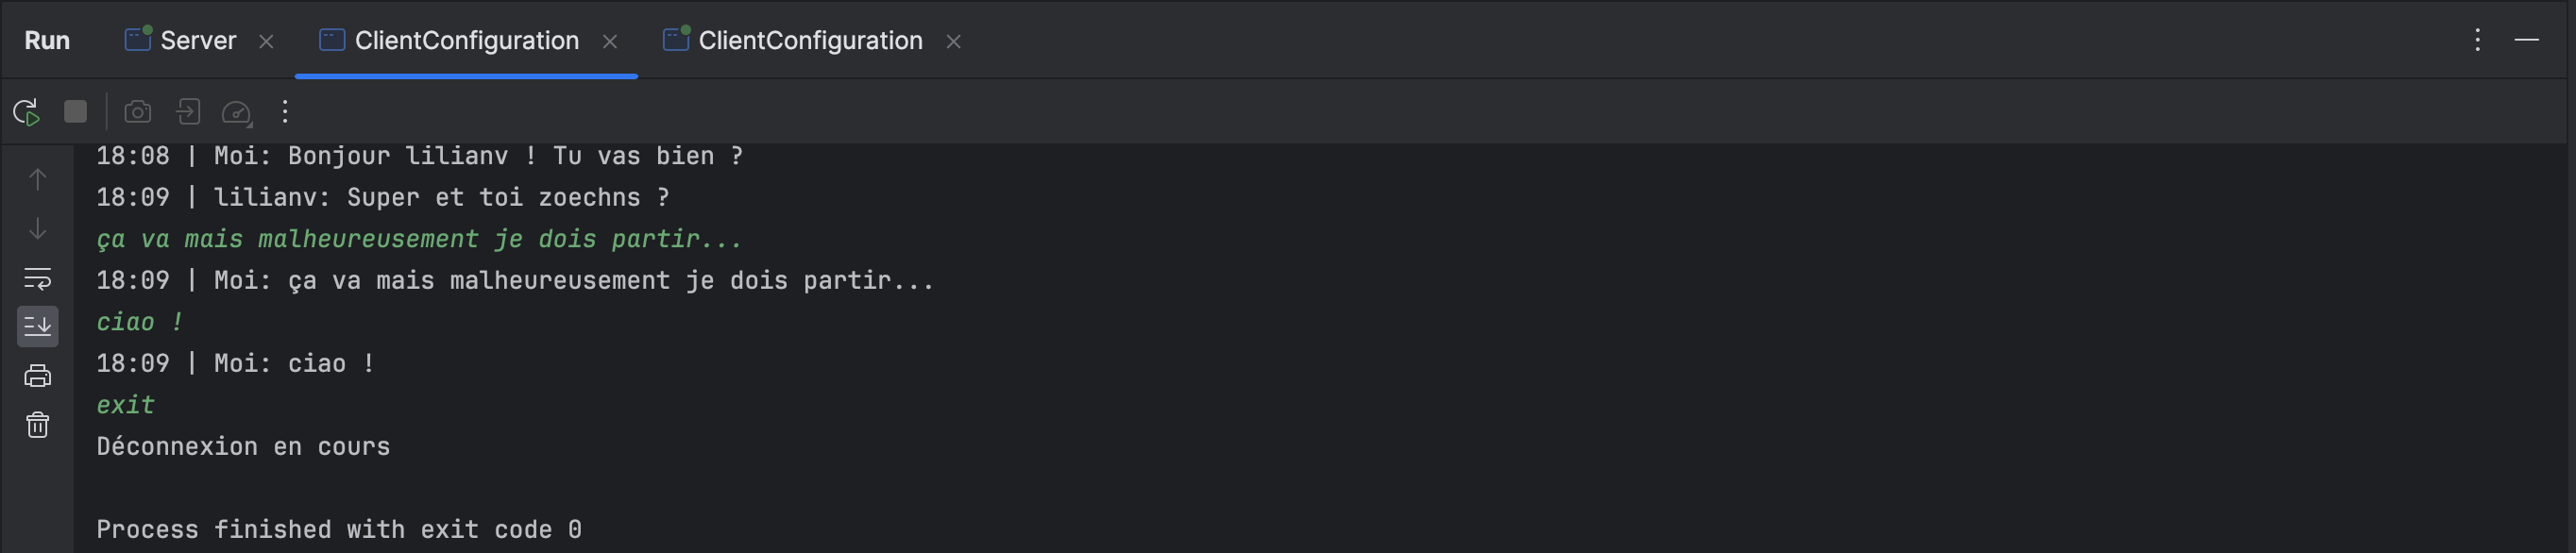 Run Server ClientConfiguration ClientConfiguration
18:08 | Moi: Bonjour lilianv ! Tu vas bien ?
18:09 | lilianv: Super et toi zoechns ?
ça va mais malheureusement je dois partir...
18:09 | Moi: ça va mais malheureusement je dois partir...
ciao !
18:09 | Moi: ciao !
exit
Déconnexion en cours
Process finished with exit code 0